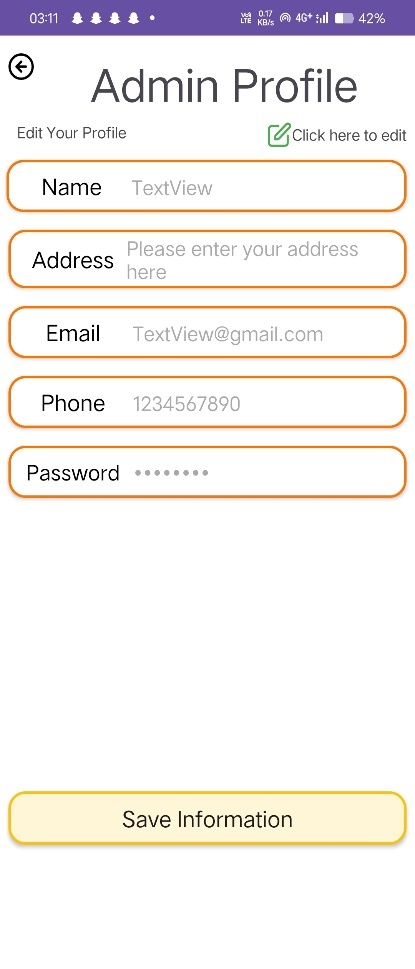 03:11 Vo) LTE 0.17 KB/s 4G+ 42%
Admin Profile
Edit Your Profile Click here to edit
Name TextView
Address Please enter your address
here
Email TextView@gmail.com
Phone 1234567890
Password ••••••••
Save Information